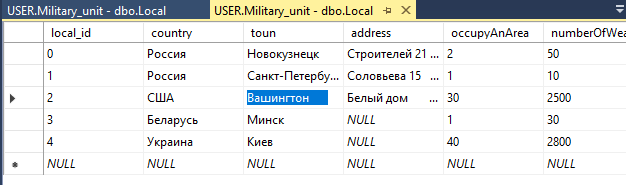 USER.Military_unit - dbo.Local USER.Military_unit - dbo.Local
local_id country toun address occupyAnArea numberOfWea
0 Россия Новокузнецк Строителей 21 ... 2 50
1 Россия Санкт-Петербу... Соловьева 15 ... 1 10
2 США Вашингтон Белый дом ... 30 2500
3 Беларусь Минск NULL 1 30
4 Украина Киев NULL 40 2800
NULL NULL NULL NULL NULL NULL